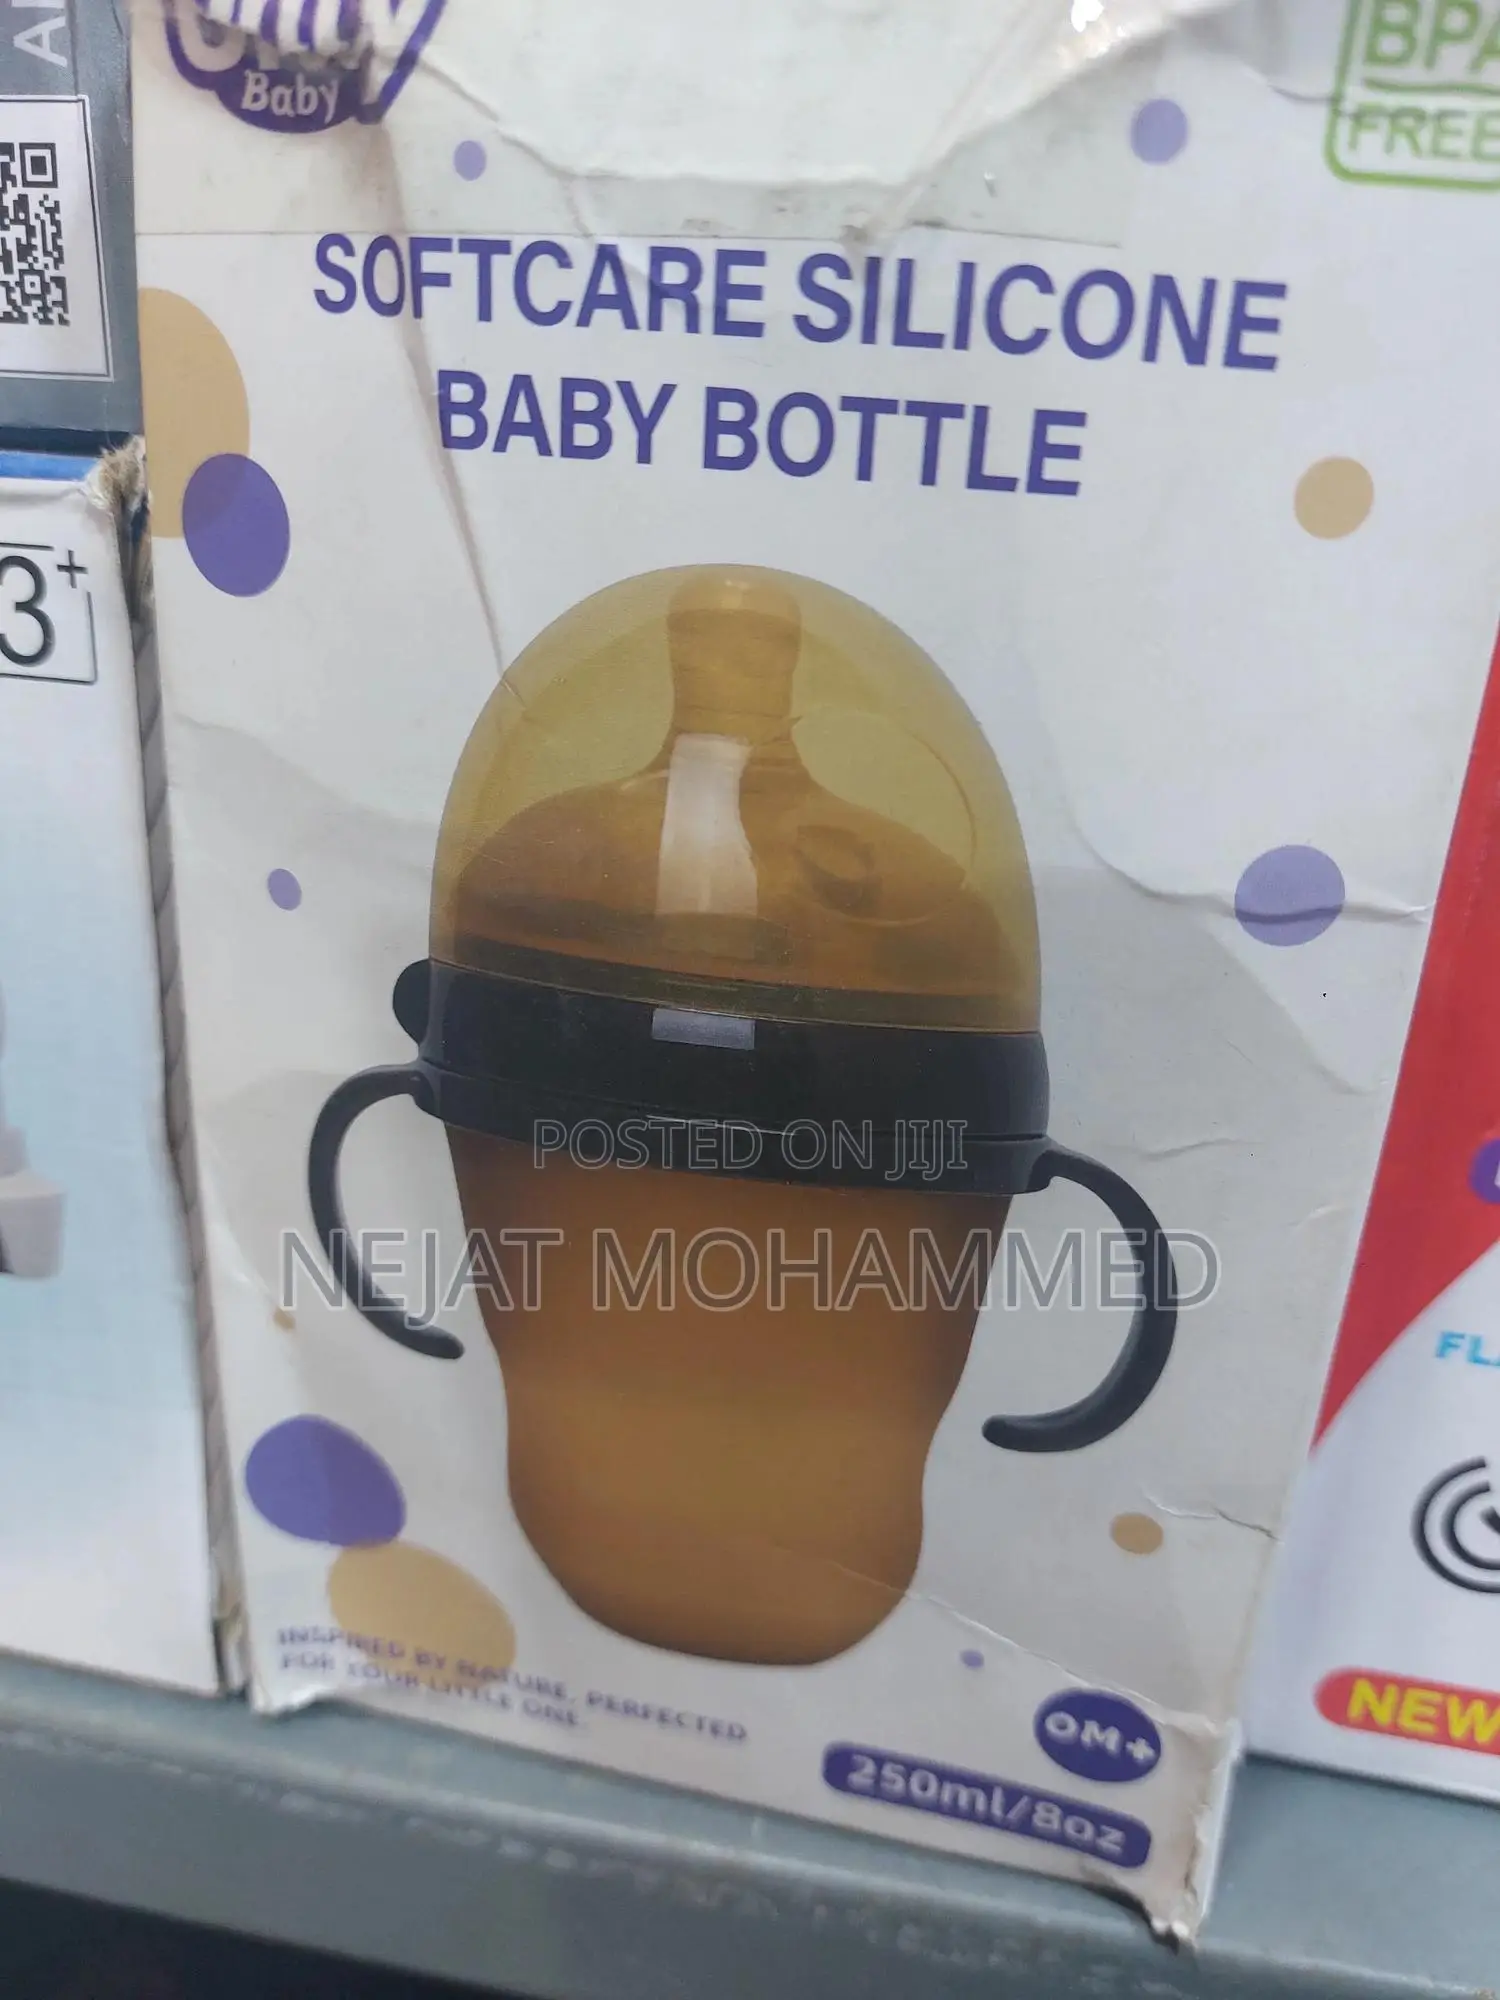 Baby
BPA
FREE
SOFTCARE SILICONE
BABY BOTTLE
3+
POSTED ON JIJI
NEJAT MOHAMMED
INSPIRED BY NATURE, PERFECTED
FOR YOUR LITTLE ONE.
0M+
250ml/8oz
NEW